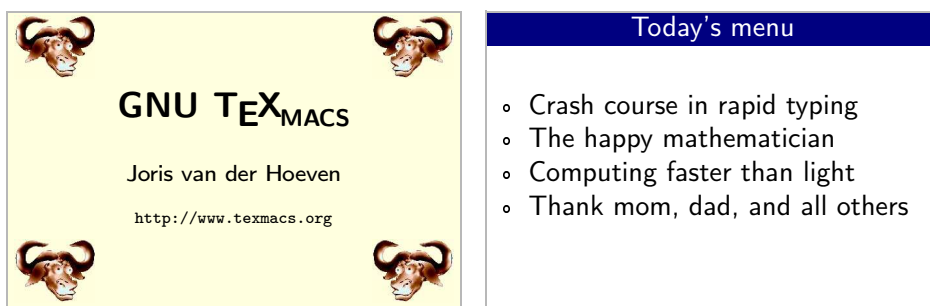 GNU TEXMACS
Joris van der Hoeven
http://www.texmacs.org
Today's menu
Crash course in rapid typing
The happy mathematician
Computing faster than light
Thank mom, dad, and all others